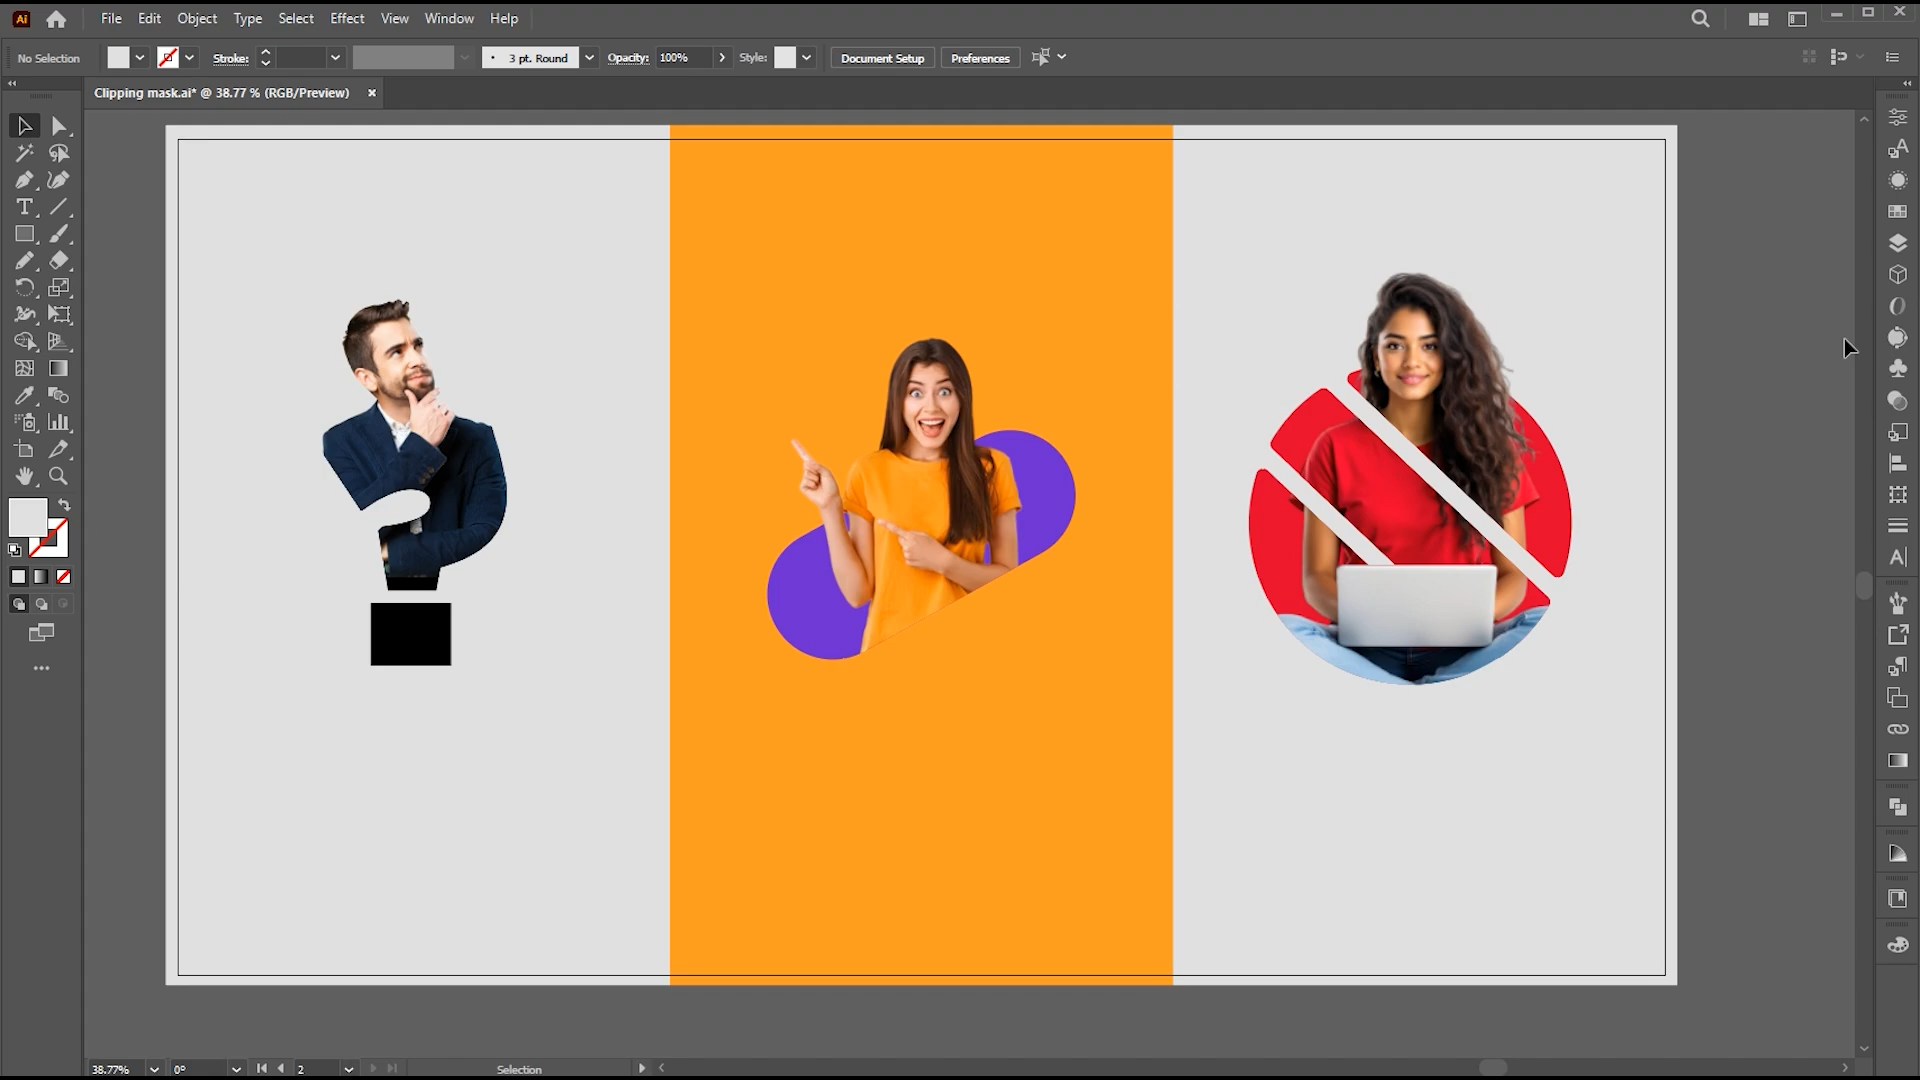 Ai File Edit Object Type Select Effect View Window Help
No Selection Stroke: 3 pt. Round Opacity: 100% Style: Document Setup Preferences
Clipping mask.ai* @ 38.77 % (RGB/Preview) ×
38.77% 0° 2 Selection